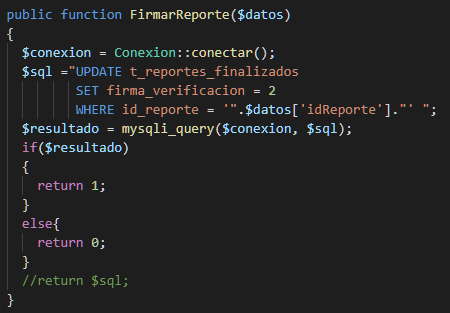 public function FirmarReporte($datos)
{
  $conexion = Conexion::conectar();
  $sql ="UPDATE t_reportes_finalizados
         SET firma_verificacion = 2
         WHERE id_reporte = '".$datos['idReporte']."' ";
  $resultado = mysqli_query($conexion, $sql);
  if($resultado)
  {
    return 1;
  }
  else{
    return 0;
  }
  //return $sql;
}